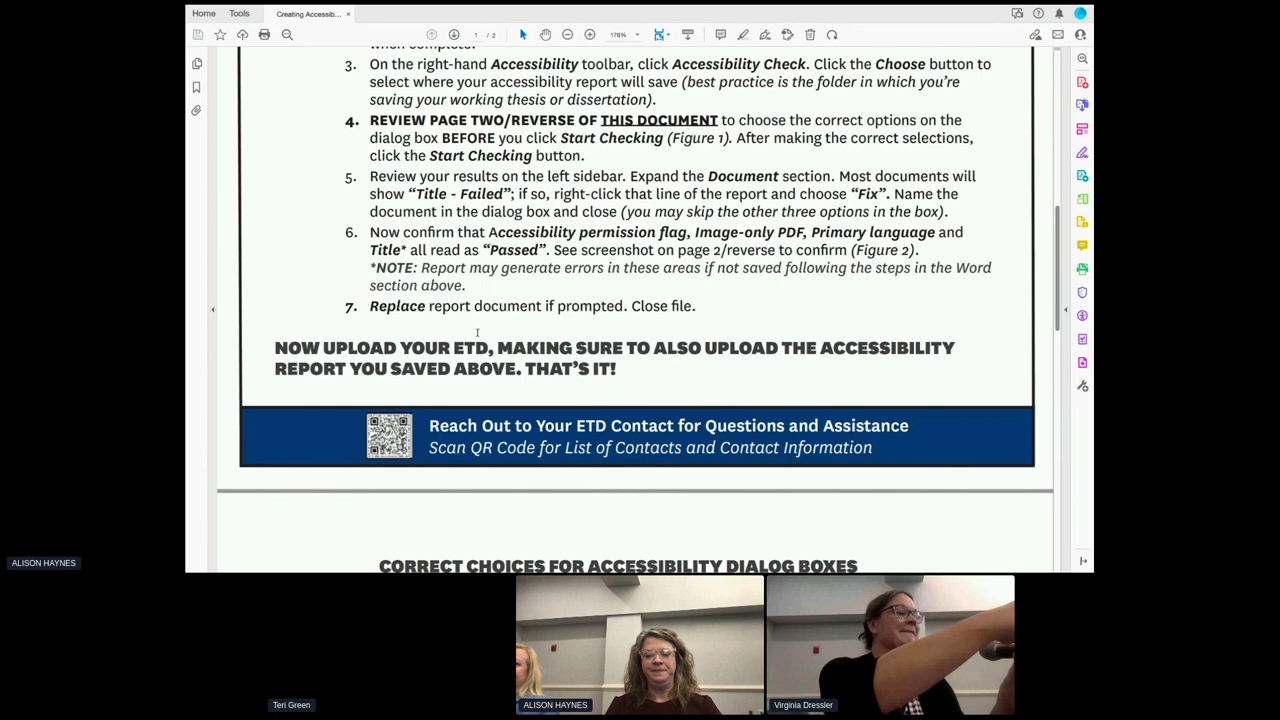 Home
Tools
Creating Accessib... ×
1 / 2
176%
when complete.
3. On the right-hand Accessibility toolbar, click Accessibility Check. Click the Choose button to
select where your accessibility report will save (best practice is the folder in which you're
saving your working thesis or dissertation).
4. REVIEW PAGE TWO/REVERSE OF THIS DOCUMENT to choose the correct options on the
dialog box BEFORE you click Start Checking (Figure 1). After making the correct selections,
click the Start Checking button.
5. Review your results on the left sidebar. Expand the Document section. Most documents will
show “Title - Failed”; if so, right-click that line of the report and choose “Fix”. Name the
document in the dialog box and close (you may skip the other three options in the box).
6. Now confirm that Accessibility permission flag, Image-only PDF, Primary language and
Title* all read as “Passed”. See screenshot on page 2/reverse to confirm (Figure 2).
*NOTE: Report may generate errors in these areas if not saved following the steps in the Word
section above.
7. Replace report document if prompted. Close file.
NOW UPLOAD YOUR ETD, MAKING SURE TO ALSO UPLOAD THE ACCESSIBILITY
REPORT YOU SAVED ABOVE. THAT'S IT!
Reach Out to Your ETD Contact for Questions and Assistance
Scan QR Code for List of Contacts and Contact Information
CORRECT CHOICES FOR ACCESSIBILITY DIALOG BOXES
ALISON HAYNES
Teri Green
ALISON HAYNES
Virginia Dressler